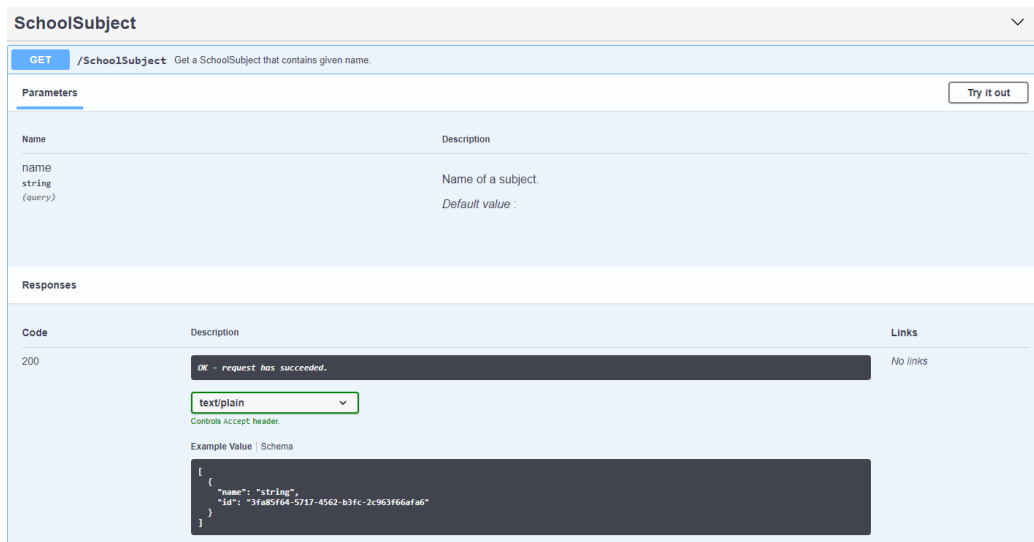 SchoolSubject
GET /SchoolSubject Get a SchoolSubject that contains given name.
Parameters Try it out
Name Description
name
string
(query)
Name of a subject.
Default value :
Responses
Code Description Links
200 OK - request has succeeded. No links
text/plain
Controls Accept header.
Example Value Schema
[
{
"name": "string",
"id": "3fa85f64-5717-4562-b3fc-2c963f66afa6"
}
]